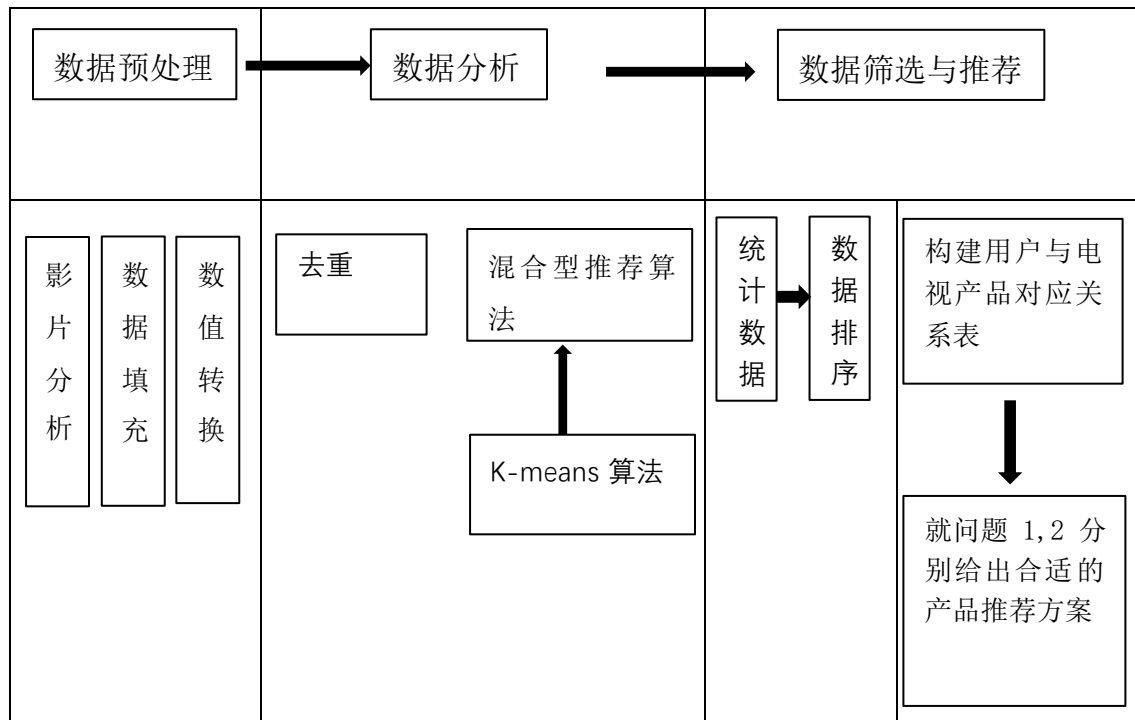 数据预处理
数据分析
数据筛选与推荐
影片分析
数据填充
数值转换
去重
混合型推荐算
法
K-means 算法
统计数据
数据排序
构建用户与电
视产品对应关
系表
就问题 1,2 分
别给出合适的
产品推荐方案